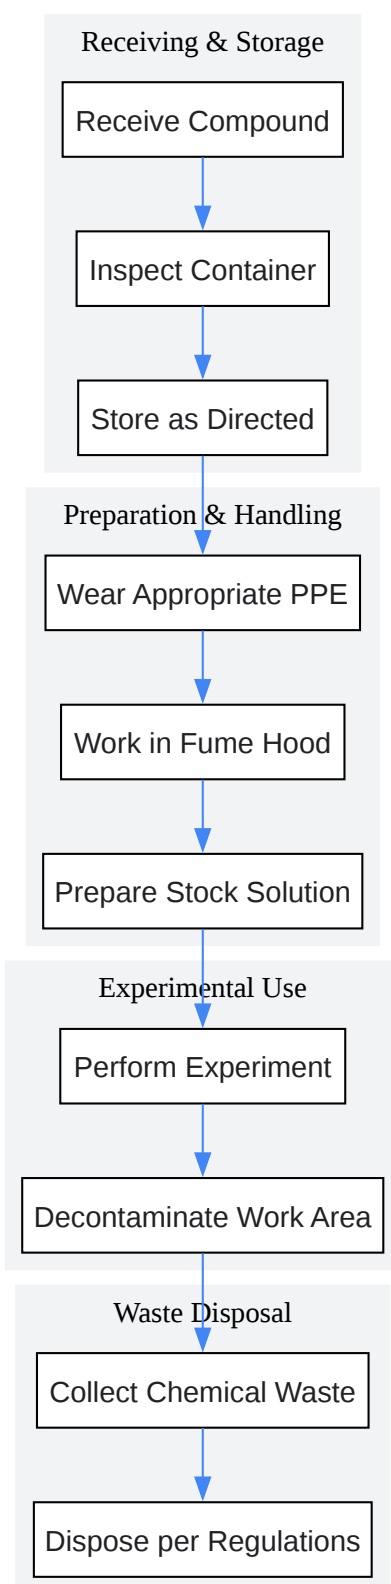 Receiving & Storage
Receive Compound
Inspect Container
Store as Directed
Preparation & Handling
Wear Appropriate PPE
Work in Fume Hood
Prepare Stock Solution
Experimental Use
Perform Experiment
Decontaminate Work Area
Waste Disposal
Collect Chemical Waste
Dispose per Regulations